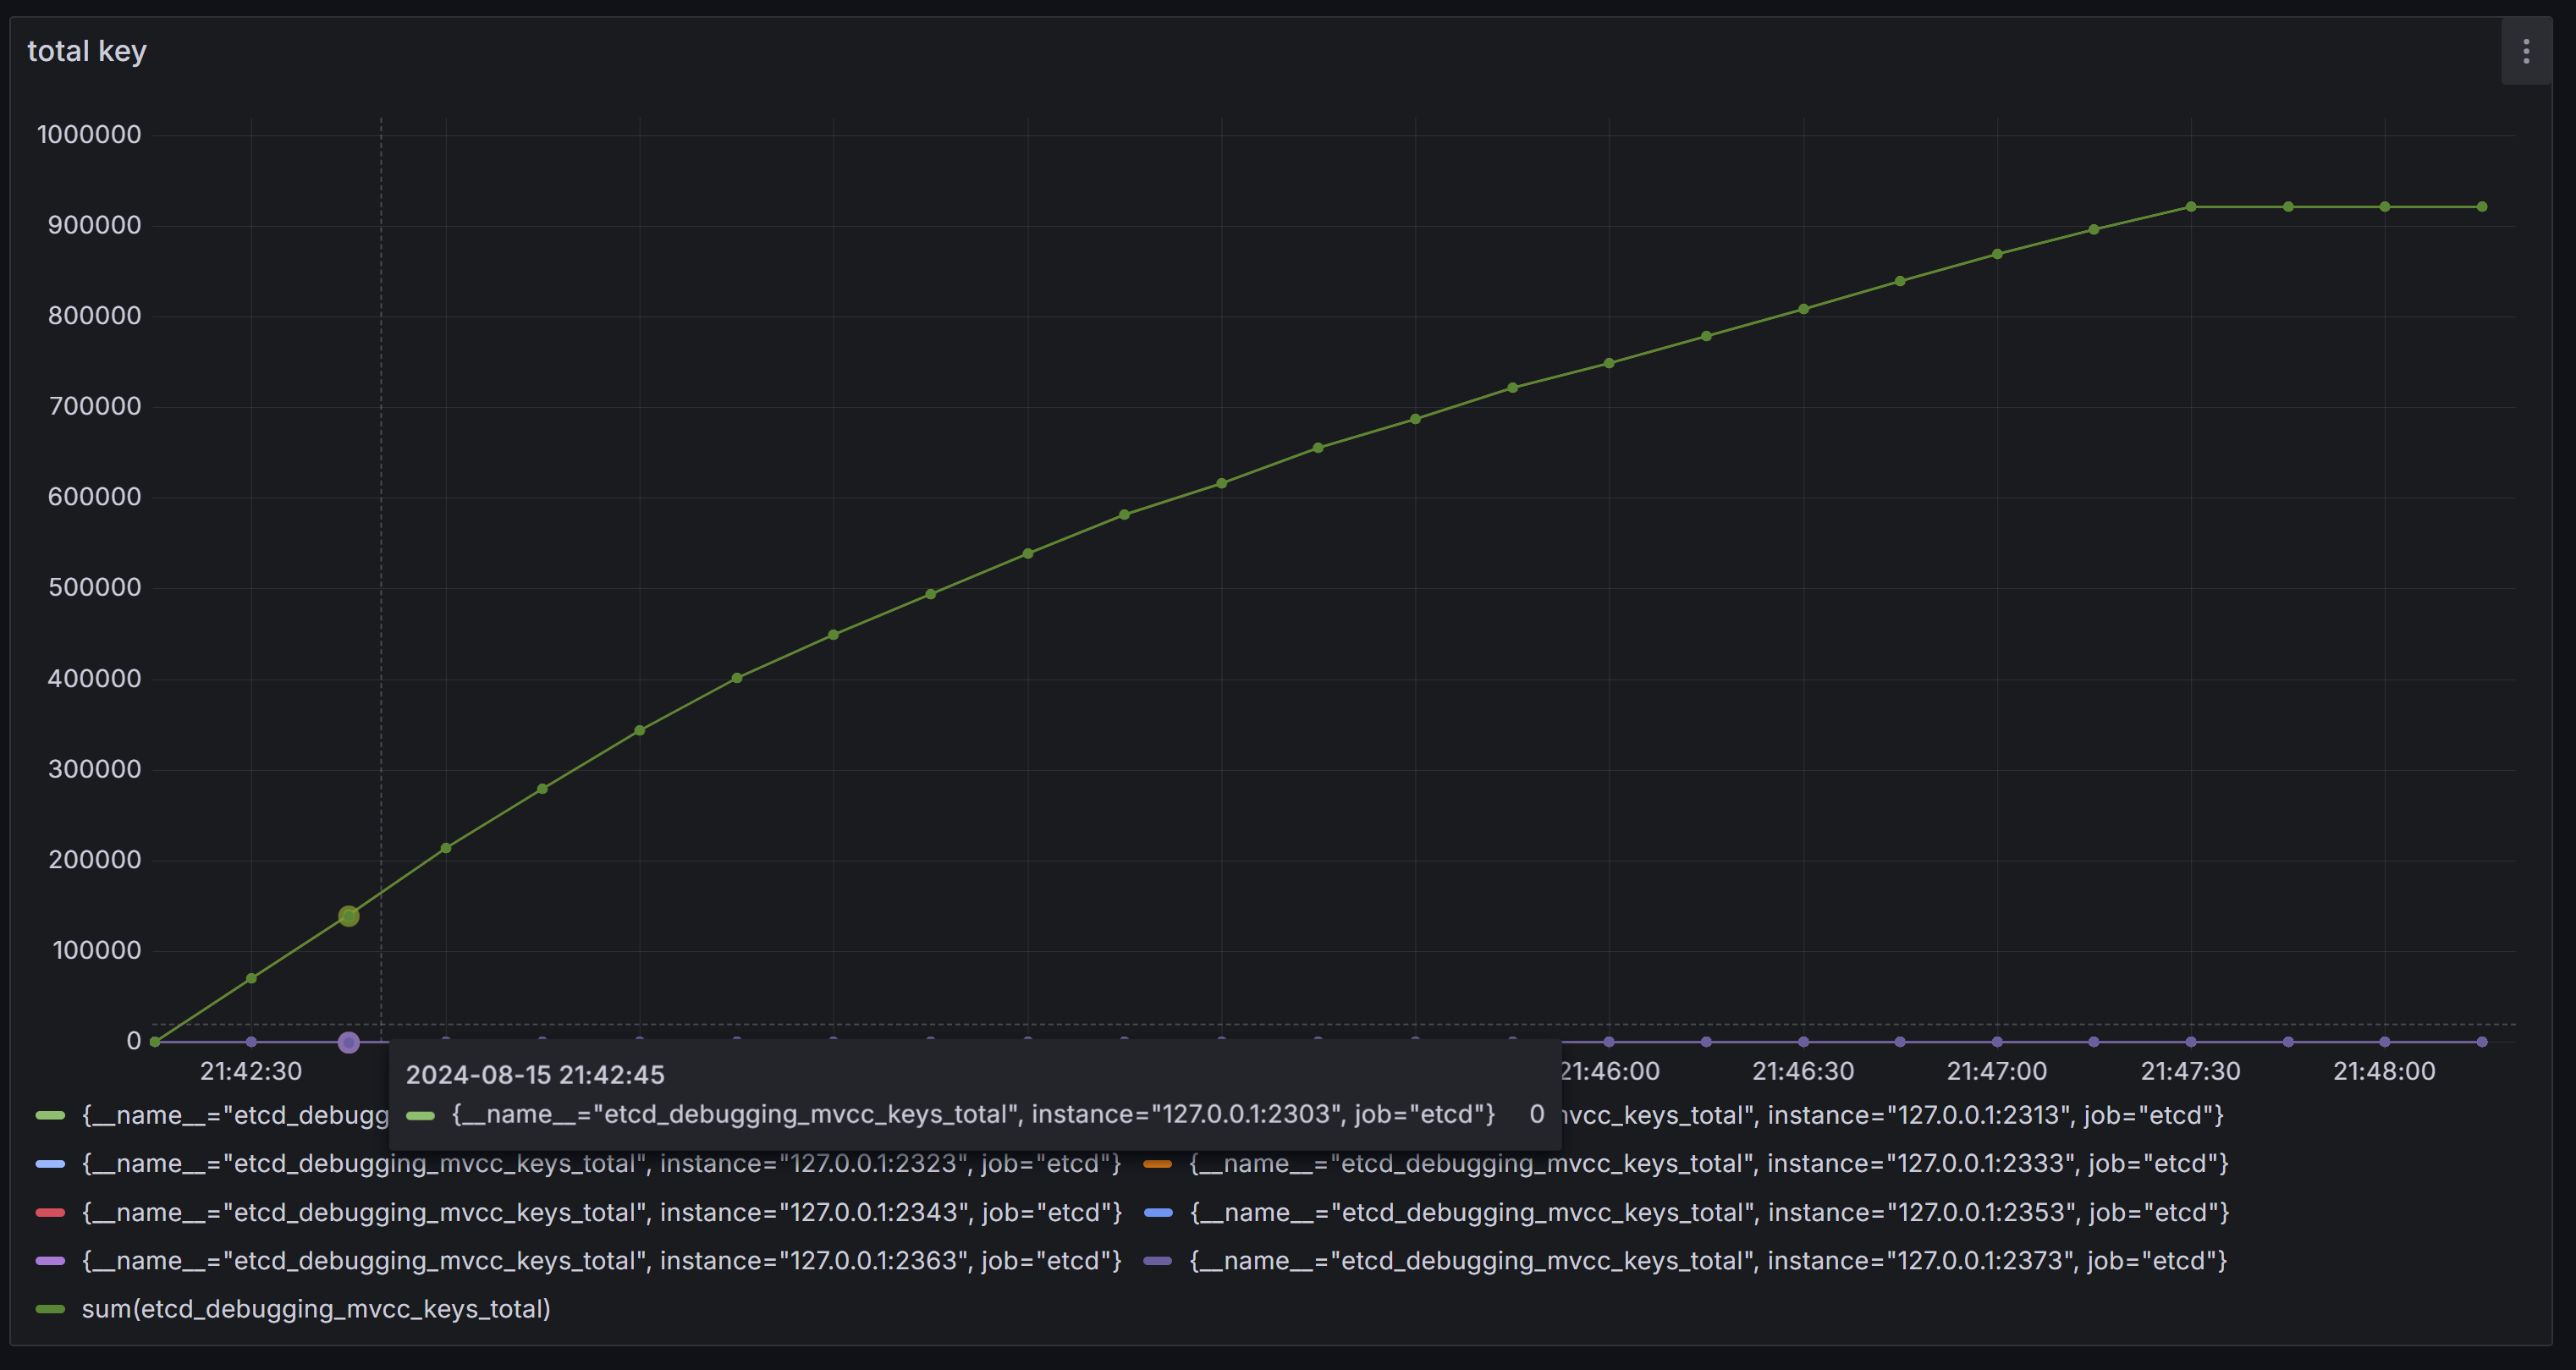 total key
1000000
900000
800000
700000
600000
500000
400000
300000
200000
100000
0
21:42:30 21:46:00 21:46:30 21:47:00 21:47:30 21:48:00
2024-08-15 21:42:45
{__name__="etcd_debugging_mvcc_keys_total", instance="127.0.0.1:2303", job="etcd"} 0
{__name__="etcd_debugg vcc_keys_total", instance="127.0.0.1:2313", job="etcd"}
{__name__="etcd_debugging_mvcc_keys_total", instance="127.0.0.1:2323", job="etcd"} {__name__="etcd_debugging_mvcc_keys_total", instance="127.0.0.1:2333", job="etcd"}
{__name__="etcd_debugging_mvcc_keys_total", instance="127.0.0.1:2343", job="etcd"} {__name__="etcd_debugging_mvcc_keys_total", instance="127.0.0.1:2353", job="etcd"}
{__name__="etcd_debugging_mvcc_keys_total", instance="127.0.0.1:2363", job="etcd"} {__name__="etcd_debugging_mvcc_keys_total", instance="127.0.0.1:2373", job="etcd"}
sum(etcd_debugging_mvcc_keys_total)